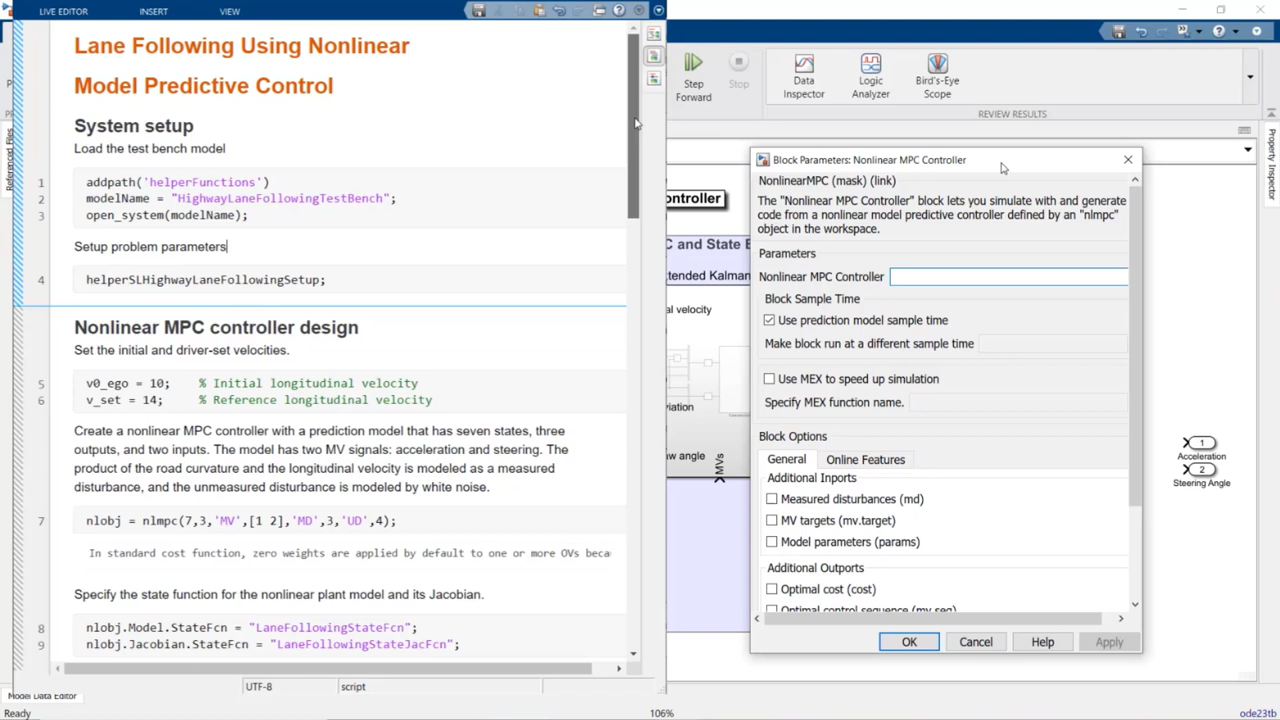 LIVE EDITOR
INSERT
VIEW
Lane Following Using Nonlinear
Model Predictive Control
System setup
Load the test bench model
1 addpath('helperFunctions')
2 modelName = "HighwayLaneFollowingTestBench";
3 open_system(modelName);
Setup problem parameters
4 helperSLHighwayLaneFollowingSetup;
Nonlinear MPC controller design
Set the initial and driver-set velocities.
5 v0_ego = 10; % Initial longitudinal velocity
6 v_set = 14; % Reference longitudinal velocity
Create a nonlinear MPC controller with a prediction model that has seven states, three
outputs, and two inputs. The model has two MV signals: acceleration and steering. The
product of the road curvature and the longitudinal velocity is modeled as a measured
disturbance, and the unmeasured disturbance is modeled by white noise.
7 nlobj = nlmpc(7,3,'MV',[1 2],'MD',3,'UD',4);
In standard cost function, zero weights are applied by default to one or more OVs beca
Specify the state function for the nonlinear plant model and its Jacobian.
8 nlobj.Model.StateFcn = "LaneFollowingStateFcn";
9 nlobj.Jacobian.StateFcn = "LaneFollowingStateJacFcn";
UTF-8
script
Model Data Editor
Ready
106%
ode23tb
Referenced Files
Step
Forward
Stop
Data
Inspector
Logic
Analyzer
Bird's-Eye
Scope
REVIEW RESULTS
Property Inspector
ontroller
C and State E
xtended Kalman
al velocity
viation
aw angle
MVs
1
Acceleration
2
Steering Angle
Block Parameters: Nonlinear MPC Controller
NonlinearMPC (mask) (link)
The "Nonlinear MPC Controller" block lets you simulate with and generate
code from a nonlinear model predictive controller defined by an "nlmpc"
object in the workspace.
Parameters
Nonlinear MPC Controller
Block Sample Time
Use prediction model sample time
Make block run at a different sample time
Use MEX to speed up simulation
Specify MEX function name.
Block Options
General
Online Features
Additional Inports
Measured disturbances (md)
MV targets (mv.target)
Model parameters (params)
Additional Outports
Optimal cost (cost)
Optimal control sequence (mv.seq)
OK
Cancel
Help
Apply